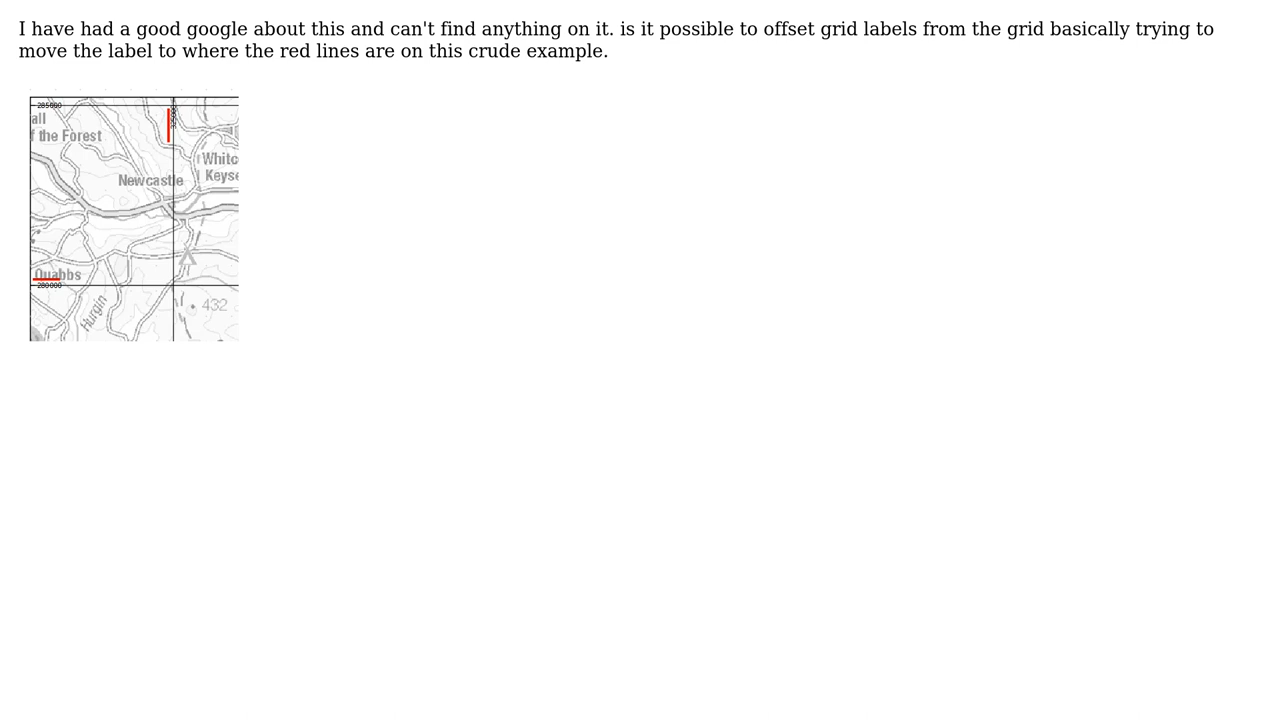 I have had a good google about this and can't find anything on it. is it possible to offset grid labels from the grid basically trying to
move the label to where the red lines are on this crude example.
285000
all
f the Forest
Whitc
Keyse
Newcastle
Quabbs
280000
Hurgin
432